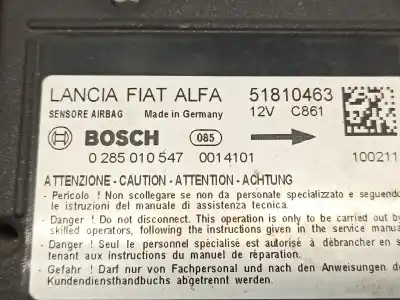 LANCIA FIAT ALFA 51810463
SENSORE AIRBAG Made in Germany 12V C861
BOSCH 085
0 285 010 547 0014101 100211
ATTENZIONE - CAUTION - ATTENTION - ACHTUNG
- Pericolo ! Non scollegare se non da personale specializzato e seguendo
le istruzioni del manuale di assistenza tecnica.
- Danger ! Do not disconnect. This operation is only to be carried out by
skilled operators, following the instructions given in the service manua
- Danger ! Seul le personnel spécialisé est autorisé à débrancher en s
tenant aux instructions du manuel de réparation.
- Gefahr ! Darf nur von Fachpersonal und nach den Anweisungen de
Kundendiensthandbuchs abgetrennt werden.